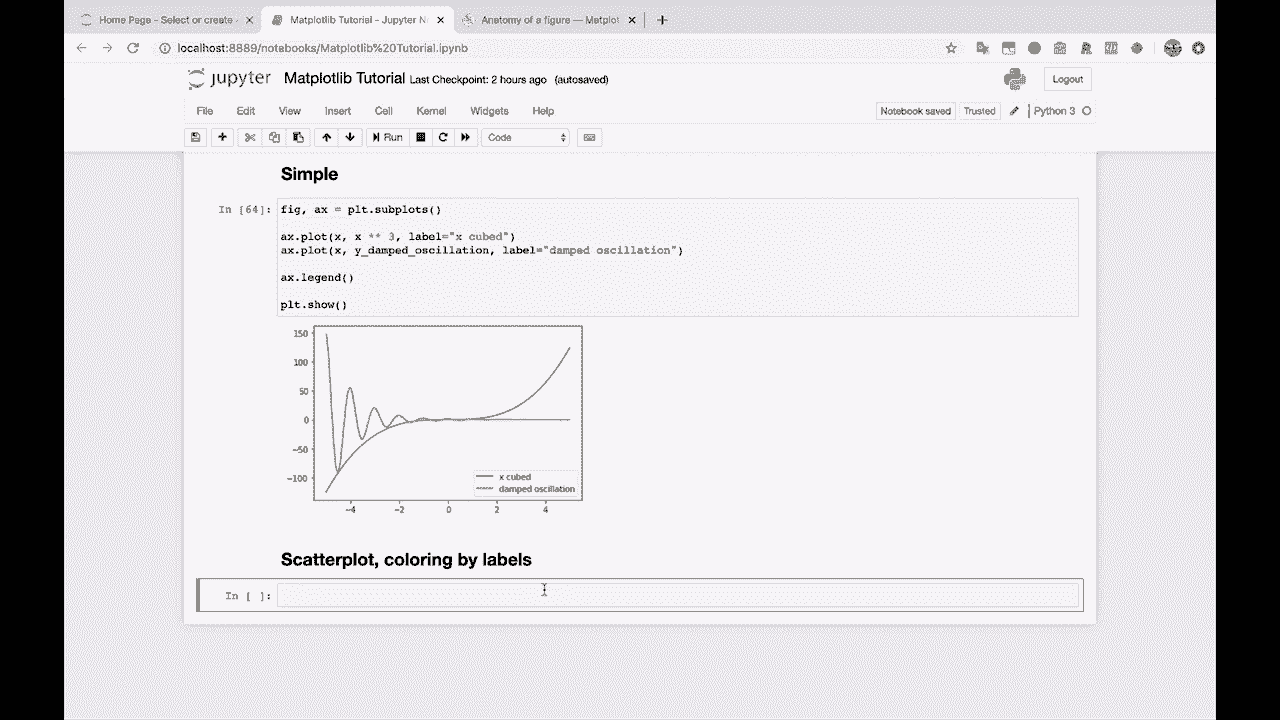 Home Page - Select or create
Matplotlib Tutorial - Jupyter N
Anatomy of a figure — Matplot
localhost:8889/notebooks/Matplotlib%20Tutorial.ipynb
jupyter Matplotlib Tutorial Last Checkpoint: 2 hours ago (autosaved)
Logout
File Edit View Insert Cell Kernel Widgets Help
Notebook saved Trusted Python 3
Run Code
Simple
In [64]:
fig, ax = plt.subplots()
ax.plot(x, x ** 3, label="x cubed")
ax.plot(x, y_damped_oscillation, label="damped oscillation")
ax.legend()
plt.show()
150
100
50
0
−50
−100
x cubed
damped oscillation
−4 −2 0 2 4
Scatterplot, coloring by labels
In [ ]: